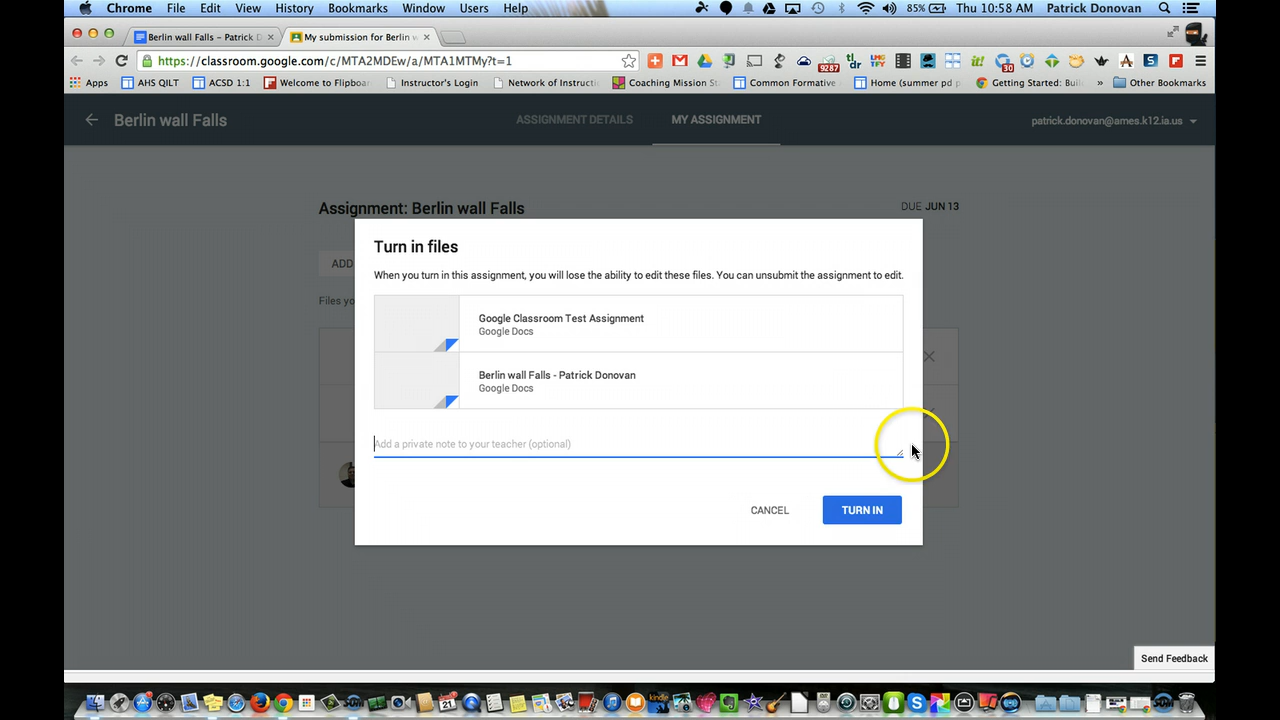 Chrome File Edit View History Bookmarks Window Users Help 85% Thu 10:58 AM Patrick Donovan
Berlin wall Falls – Patrick D My submission for Berlin w
https://classroom.google.com/c/MTA2MDEw/a/MTA1MTMy?t=1
9287 30
Apps AHS QILT ACSD 1:1 Welcome to Flipboa Instructor's Login Network of Instructi Coaching Mission St Common Formative Home (summer pd p Getting Started: Buil » Other Bookmarks
Berlin wall Falls ASSIGNMENT DETAILS MY ASSIGNMENT patrick.donovan@ames.k12.ia.us
Assignment: Berlin wall Falls DUE JUN 13
Turn in files
ADD
When you turn in this assignment, you will lose the ability to edit these files. You can unsubmit the assignment to edit.
Files yo
Google Classroom Test Assignment
Google Docs
Berlin wall Falls - Patrick Donovan
Google Docs
Add a private note to your teacher (optional)
CANCEL TURN IN
Send Feedback